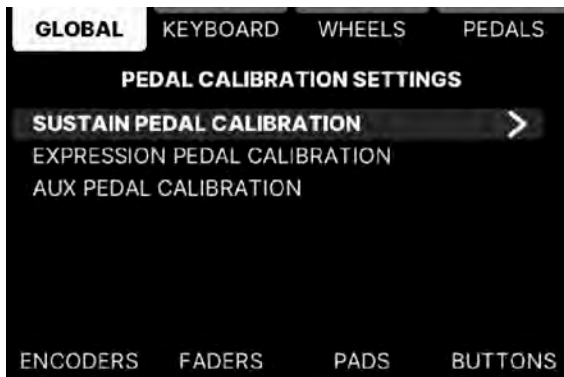 GLOBAL KEYBOARD WHEELS PEDALS
PEDAL CALIBRATION SETTINGS
SUSTAIN PEDAL CALIBRATION >
EXPRESSION PEDAL CALIBRATION
AUX PEDAL CALIBRATION
ENCODERS FADERS PADS BUTTONS